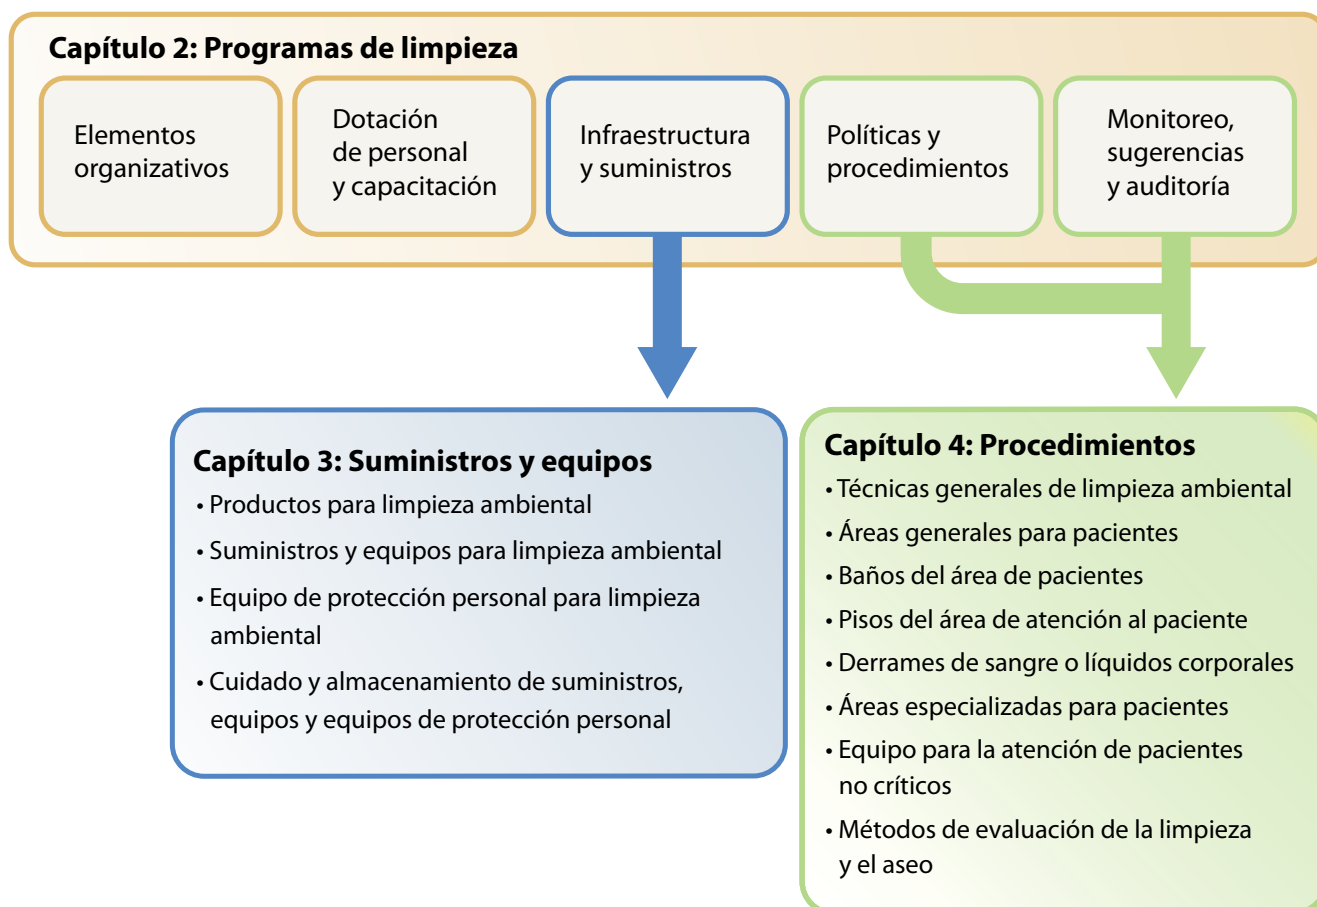 Capítulo 2: Programas de limpieza
Elementos
organizativos
Dotación
de personal
y capacitación
Infraestructura
y suministros
Políticas y
procedimientos
Monitoreo,
sugerencias
y auditoría
Capítulo 3: Suministros y equipos
• Productos para limpieza ambiental
• Suministros y equipos para limpieza ambiental
• Equipo de protección personal para limpieza
ambiental
• Cuidado y almacenamiento de suministros,
equipos y equipos de protección personal
Capítulo 4: Procedimientos
• Técnicas generales de limpieza ambiental
• Áreas generales para pacientes
• Baños del área de pacientes
• Pisos del área de atención al paciente
• Derrames de sangre o líquidos corporales
• Áreas especializadas para pacientes
• Equipo para la atención de pacientes
no críticos
• Métodos de evaluación de la limpieza
y el aseo